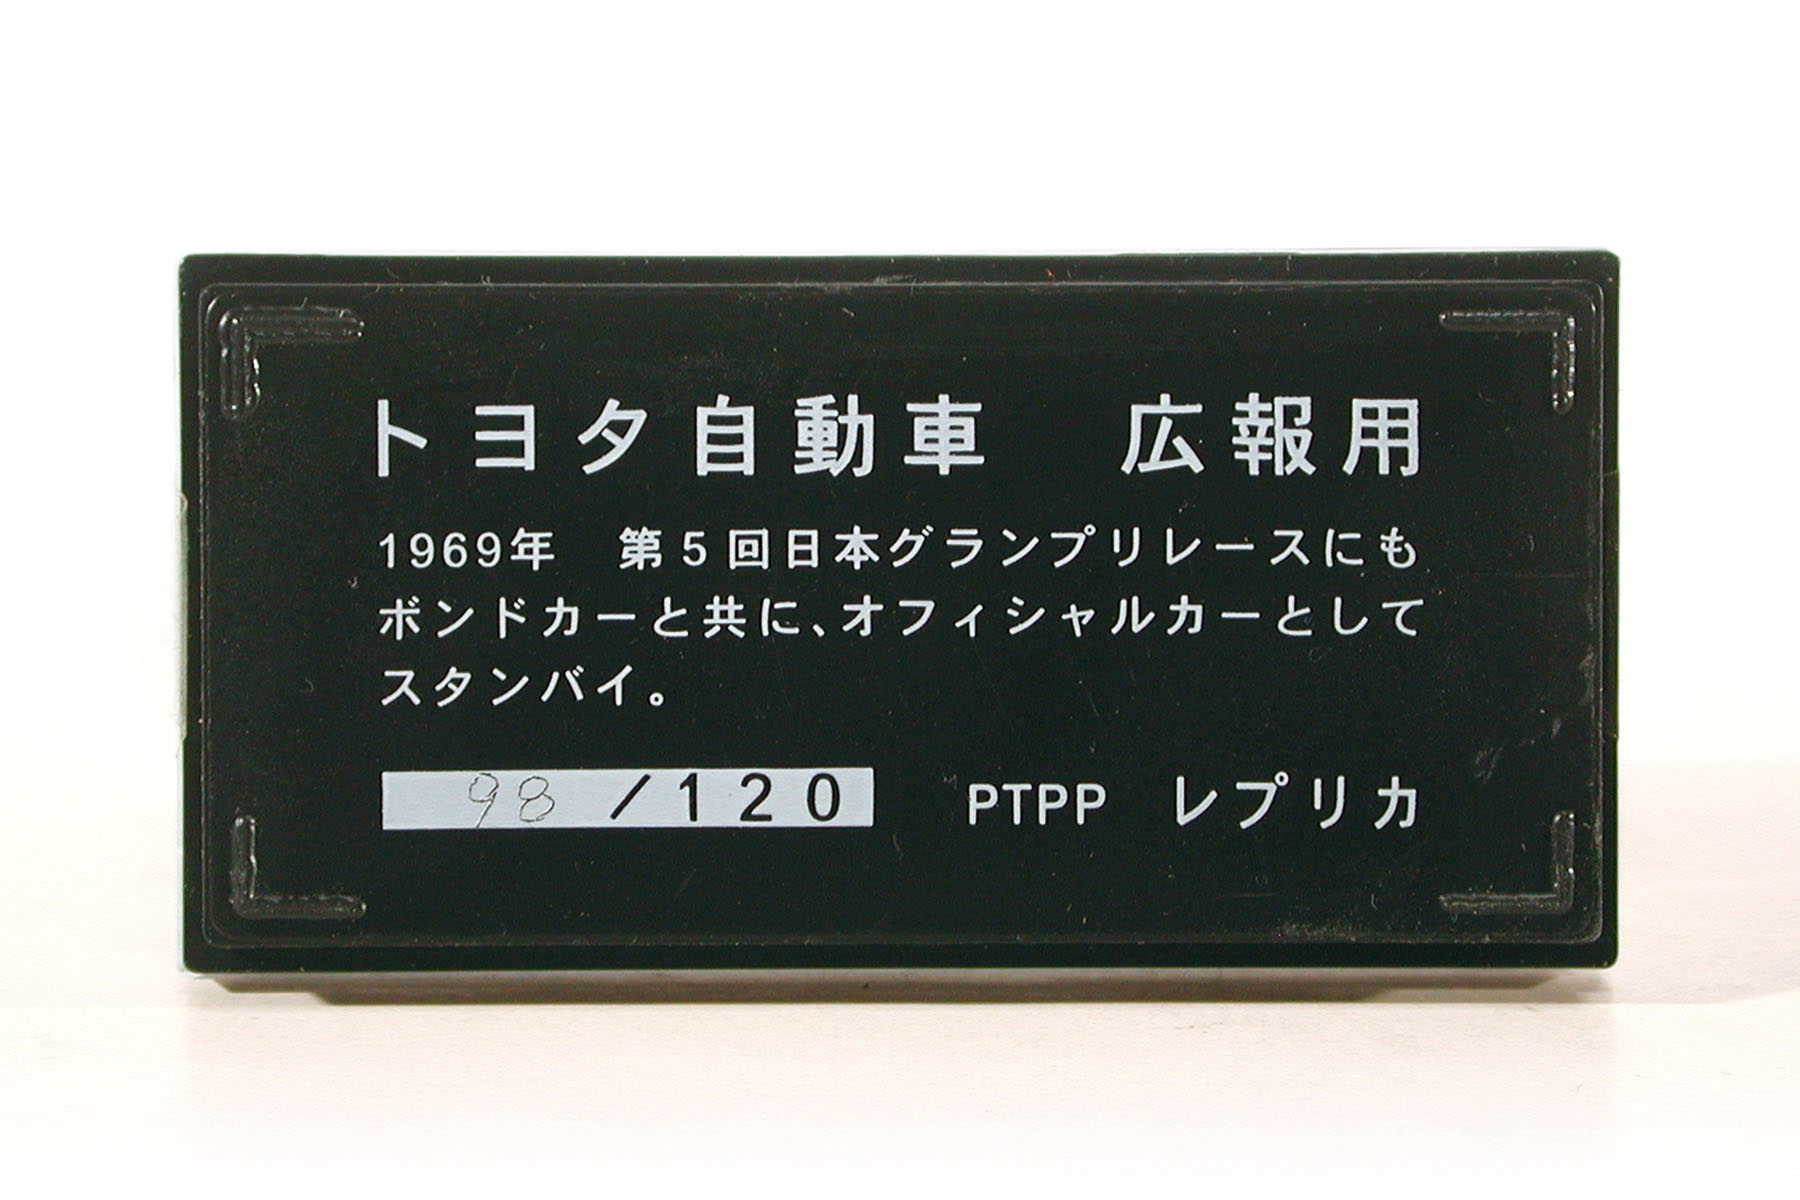 トヨタ自動車　広報用
1969年　第5回日本グランプリレースにも
ボンドカーと共に、オフィシャルカーとして
スタンバイ。
98 /120　PTPP　レプリカ